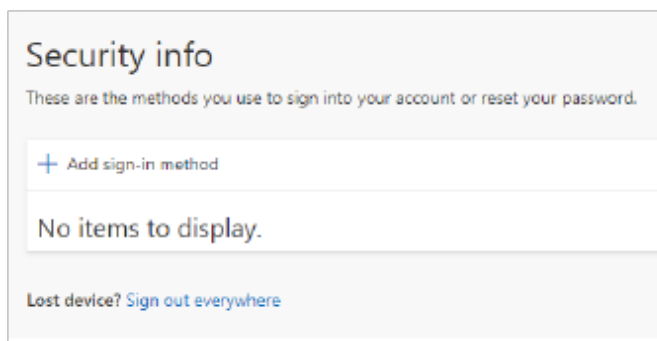 Security info
These are the methods you use to sign into your account or reset your password.
+ Add sign-in method
No items to display.
Lost device? Sign out everywhere